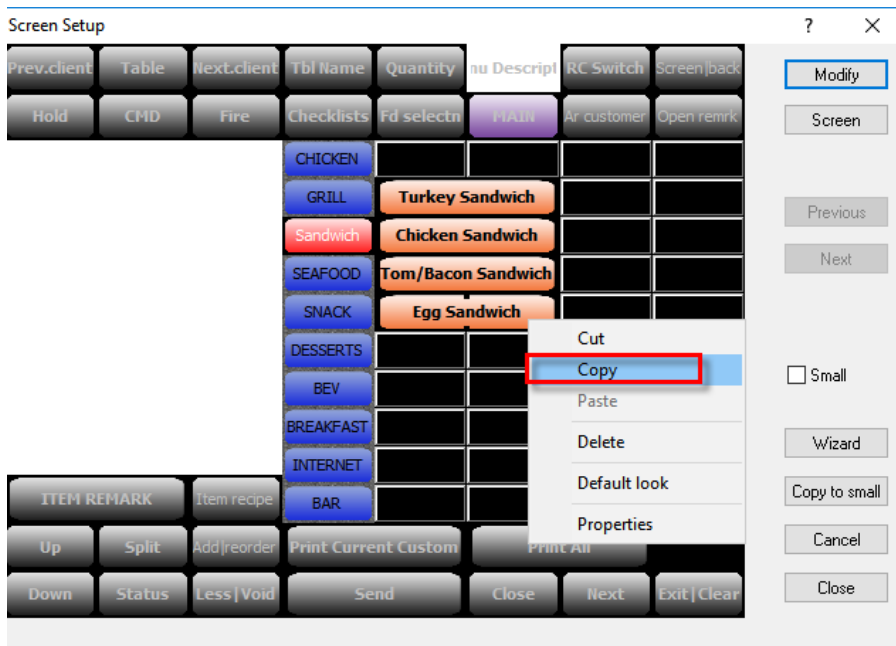 Screen Setup ? X
Prev.client Table Next.client Tbl Name Quantity nu Descript RC Switch Screen|back
Hold CMD Fire Checklists Fd selectn MAIN Ar customer Open remrk
CHICKEN
GRILL Turkey Sandwich
Sandwich Chicken Sandwich
SEAFOOD Tom/Bacon Sandwich
SNACK Egg Sandwich
DESSERTS
BEV
BREAKFAST
INTERNET
ITEM REMARK Item recipe BAR
Up Split Add|reorder Print Current Custom Print All
Down Status Less|Void Send Close Next Exit|Clear
Cut
Copy
Paste
Delete
Default look
Properties
Modify
Screen
Previous
Next
Small
Wizard
Copy to small
Cancel
Close